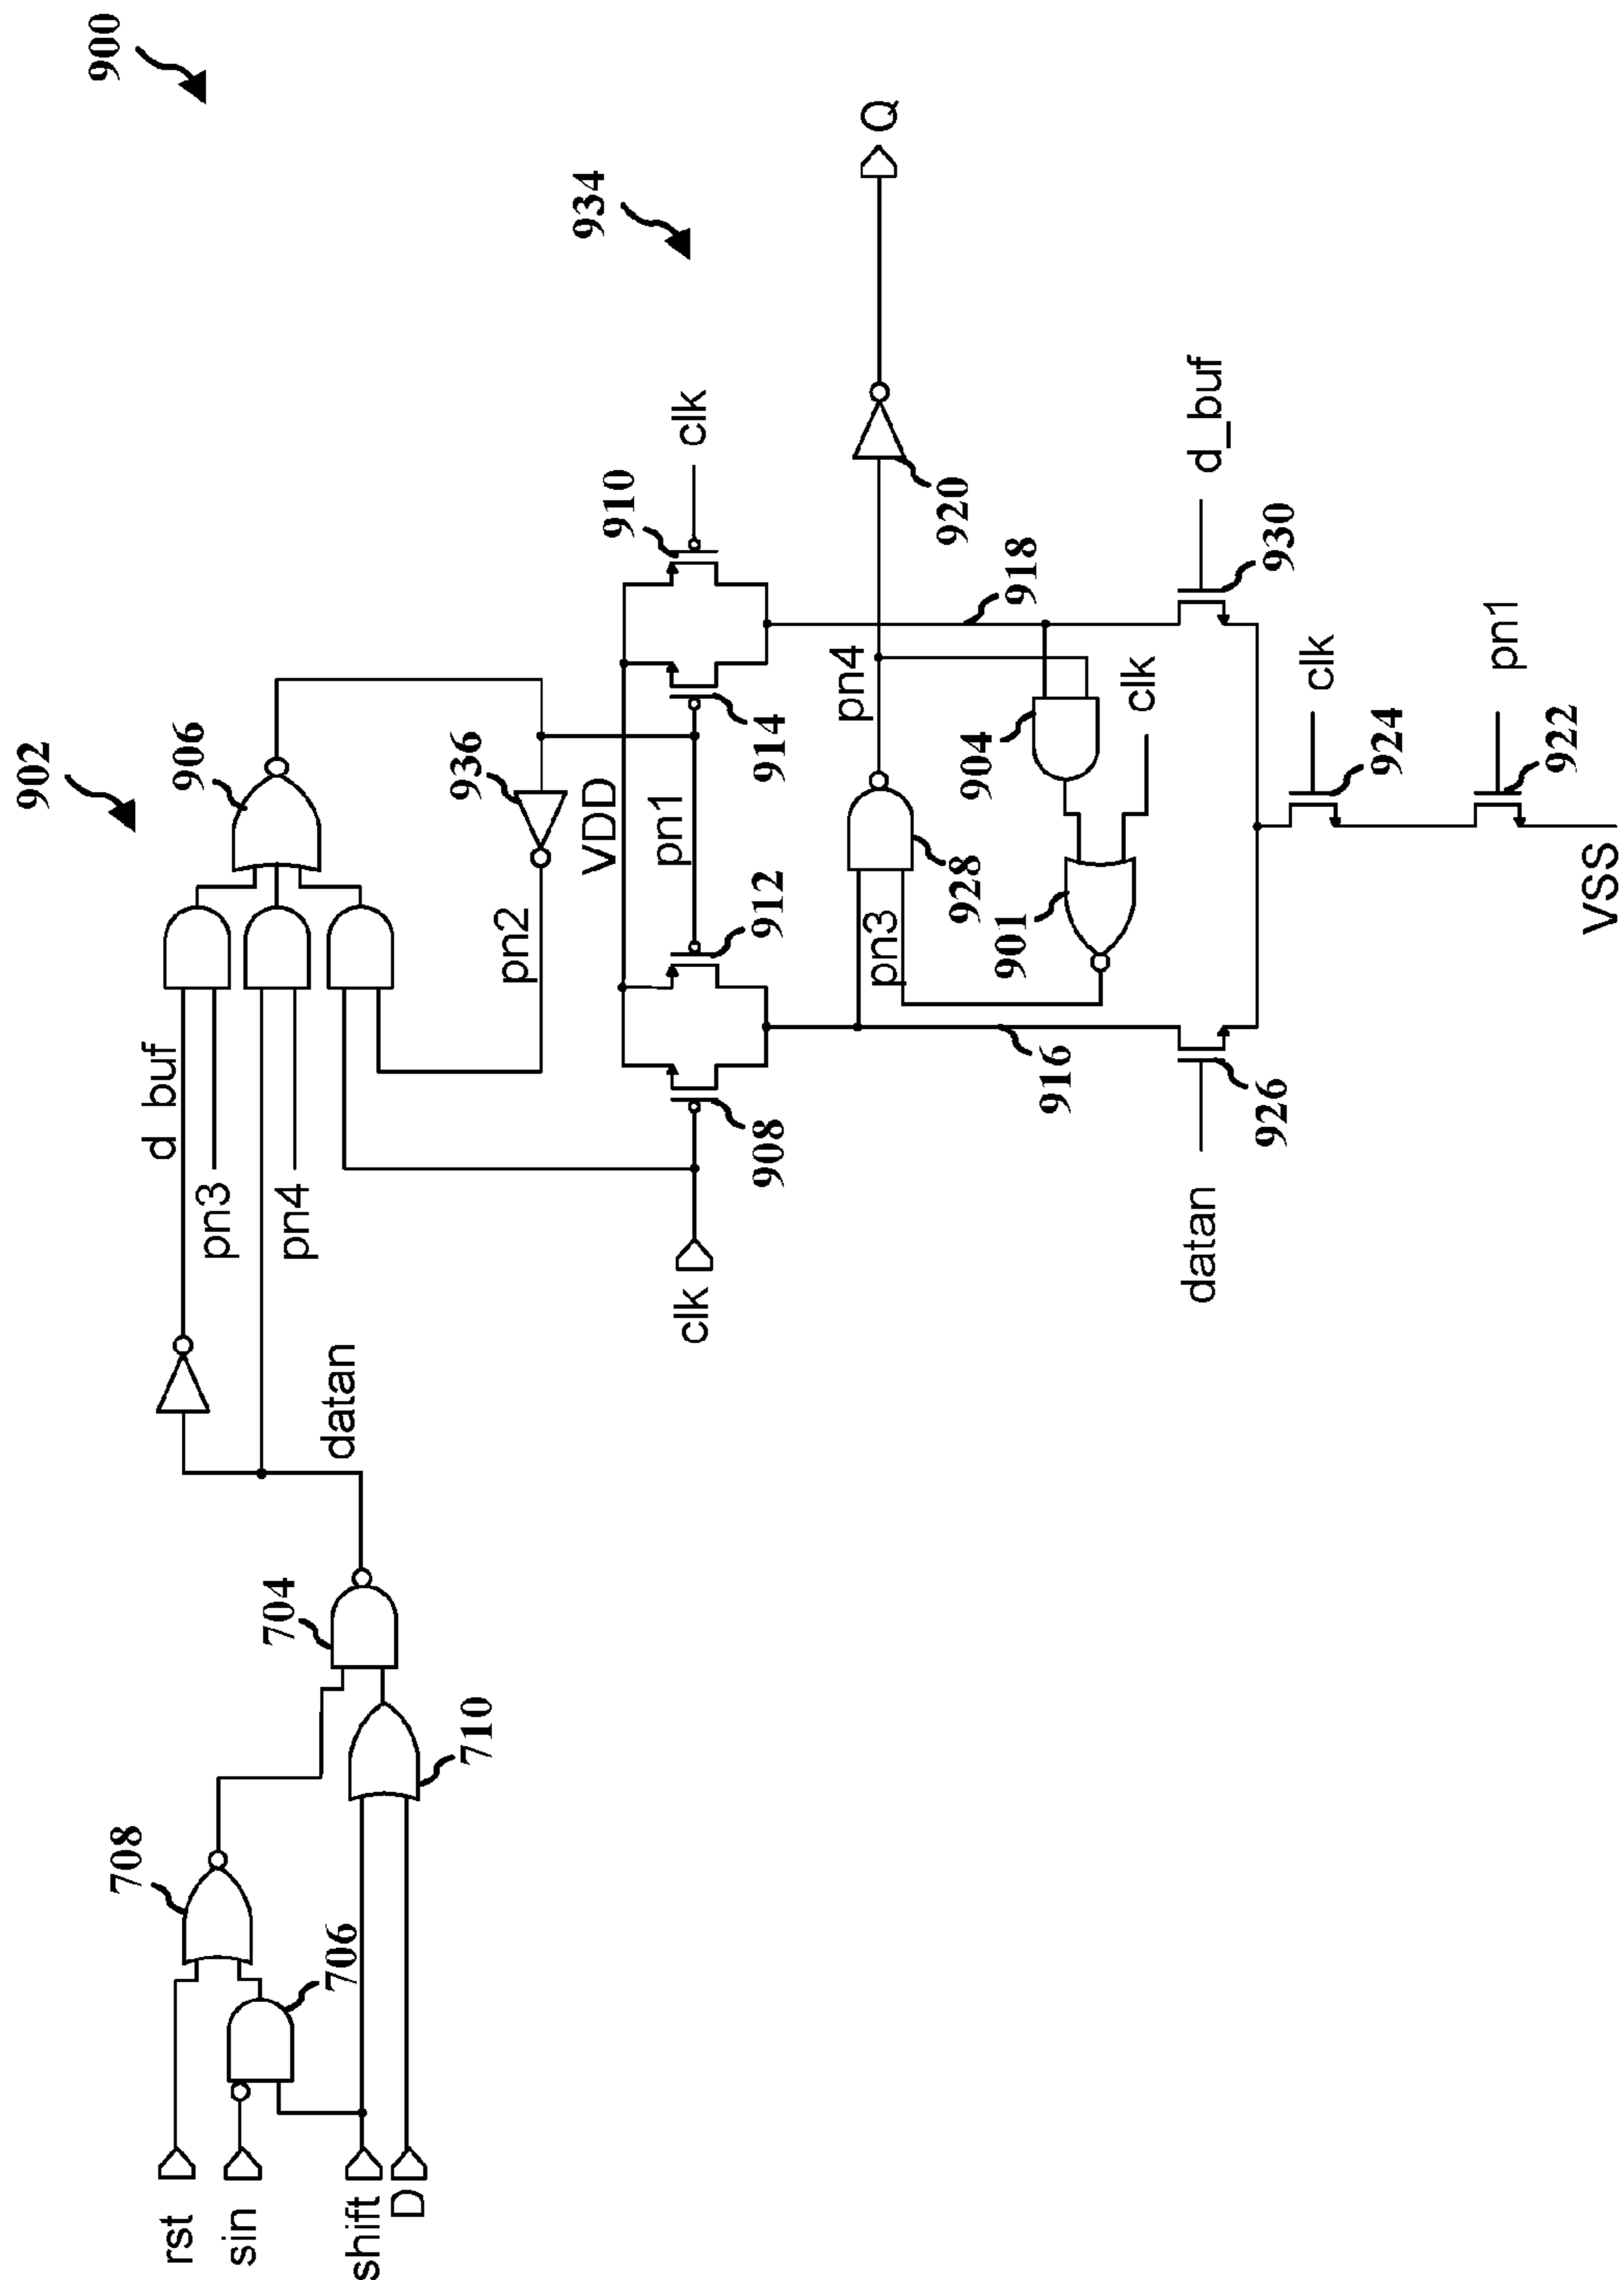 900
902
934
906
936
VDD
pn2
pn1
d_buf
pn3
pn4
datan
704
708
706
710
rst
sin
shift
D
clk
908
912
914
910
clk
pn4
pn3
928
901
904
clk
920
Q
916
918
datan
926
d_buf
930
clk
924
pn1
922
VSS